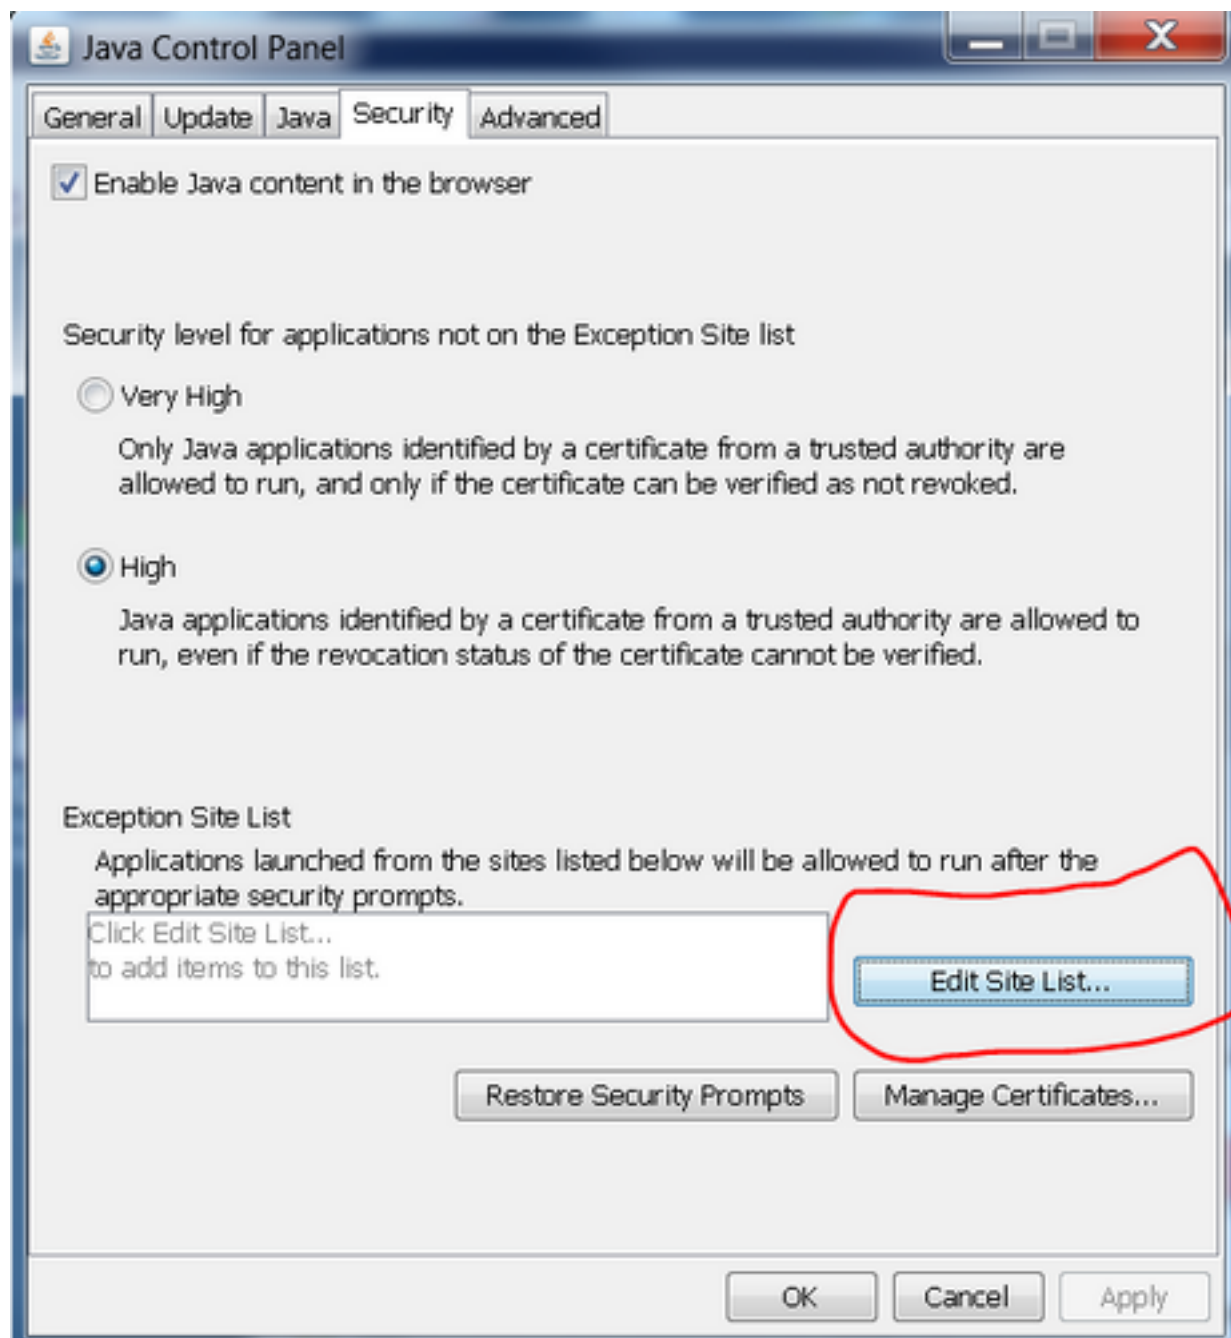 Java Control Panel
General Update Java Security Advanced
Enable Java content in the browser
Security level for applications not on the Exception Site list
Very High
Only Java applications identified by a certificate from a trusted authority are
allowed to run, and only if the certificate can be verified as not revoked.
High
Java applications identified by a certificate from a trusted authority are allowed to
run, even if the revocation status of the certificate cannot be verified.
Exception Site List
Applications launched from the sites listed below will be allowed to run after the
appropriate security prompts.
Click Edit Site List...
to add items to this list.
Edit Site List...
Restore Security Prompts Manage Certificates...
OK Cancel Apply